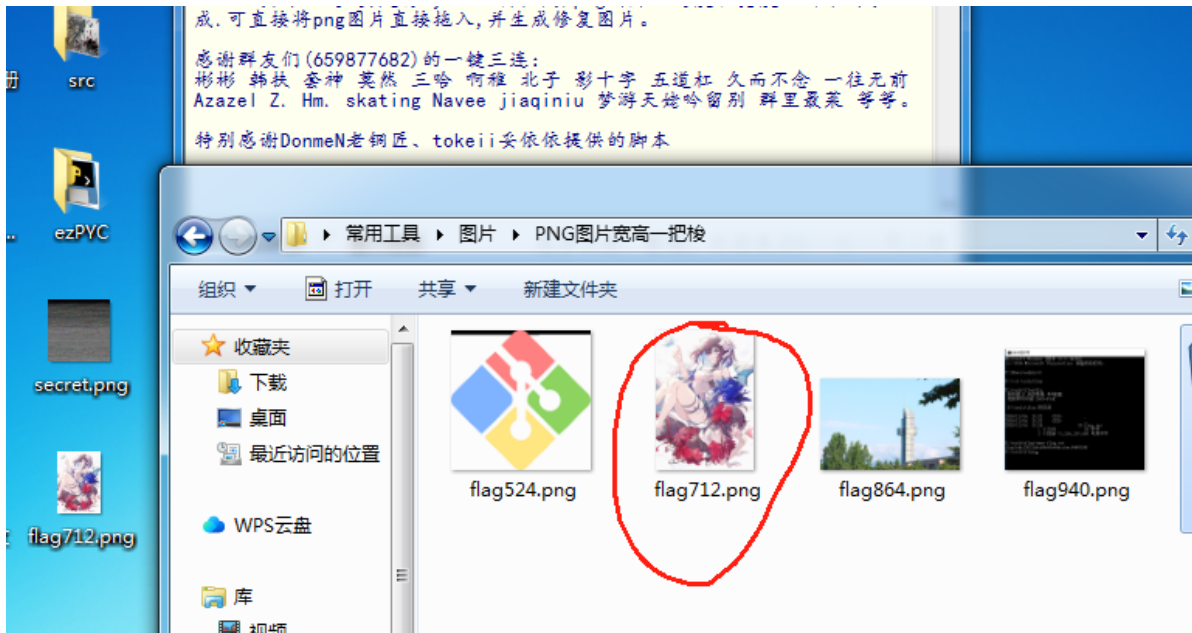 成.可直接将png图片直接拖入,并生成修复图片。
感谢群友们(659877682)的一键三连:
彬彬 韩扶 套神 莫然 三哈 啊稚 北子 影十字 五道杠 久而不念 一往无前
Azazel Z. Hm. skating Navee jiaqiniu 梦游天姥吟留别 群里最菜 等等。
特别感谢DonmeN老铜匠、tokeii妥依依提供的脚本
册
src
ezPYC
secret.png
flag712.png
常用工具 图片 PNG图片宽高一把梭
组织 打开 共享 新建文件夹
收藏夹
下载
桌面
最近访问的位置
WPS云盘
库
视频
flag524.png flag712.png flag864.png flag940.png